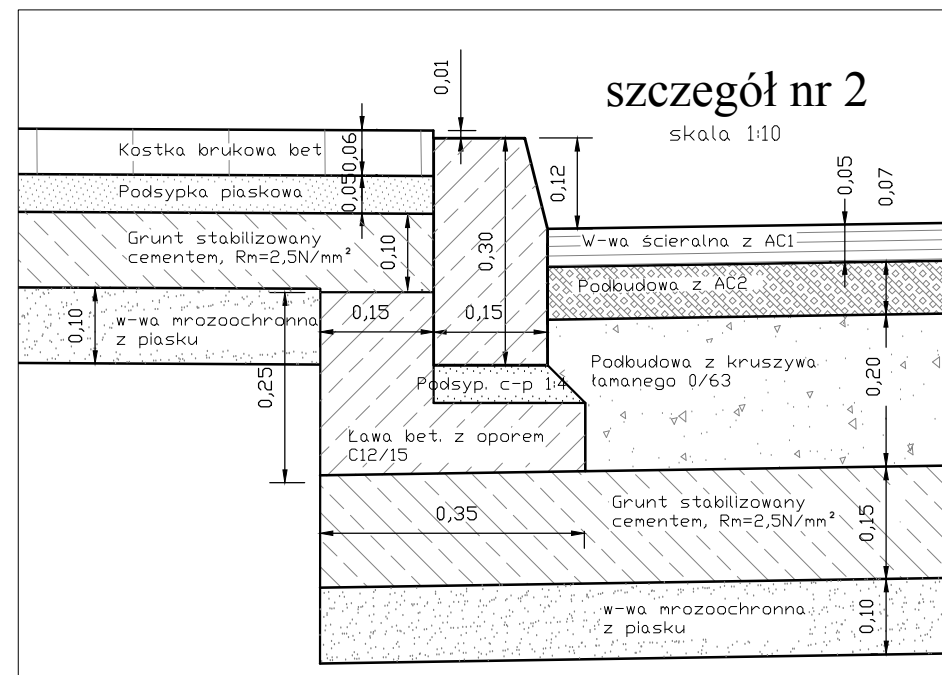 szczegół nr 2
skala 1:10
0,01
0,06
0,05
0,12
0,05
0,07
Kostka brukowa bet
Podsypka piaskowa
Grunt stabilizowany
cementem, Rm=2,5N/mm²
0,10
0,30
W-wa ścieralna z AC1
Podbudowa z AC2
w-wa mrozoochronna
z piasku
0,10
0,15
0,15
0,25
Podsyp. c-p 1:4
Podbudowa z kruszywa
łamanego 0/63
0,20
Ława bet. z oporem
C12/15
0,35
Grunt stabilizowany
cementem, Rm=2,5N/mm²
0,15
w-wa mrozoochronna
z piasku
0,10